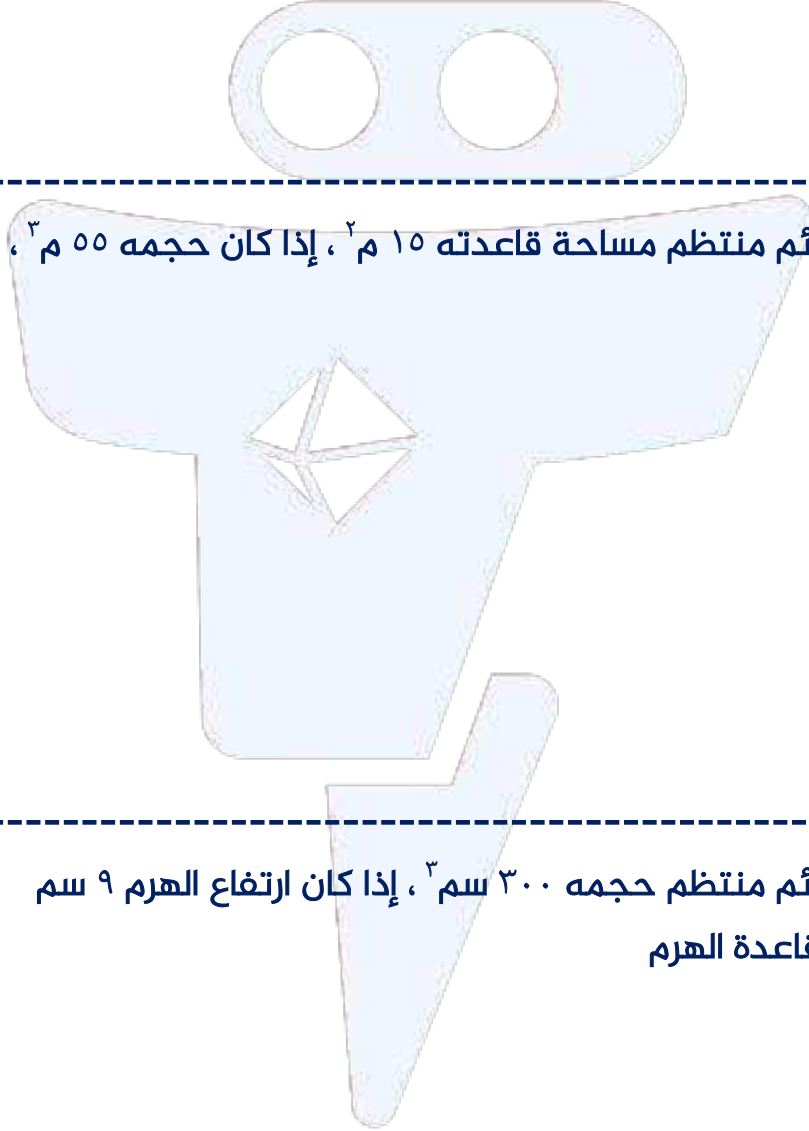 ئم منتظم مساحة قاعدته ١٥ م٢ ، إذا كان حجمه ٥٥ م٣ ،
ئم منتظم حجمه ٣٠٠ سم٣ ، إذا كان ارتفاع الهرم ٩ سم
قاعدة الهرم